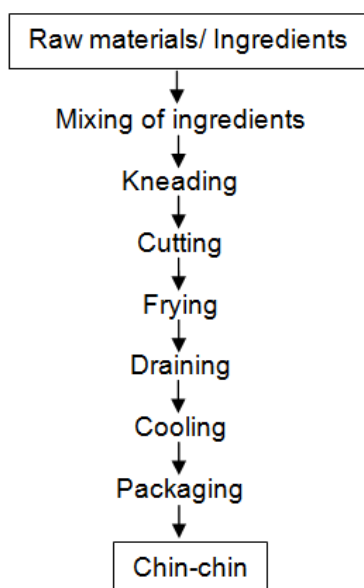 Raw materials/ Ingredients
Mixing of ingredients
Kneading
Cutting
Frying
Draining
Cooling
Packaging
Chin-chin